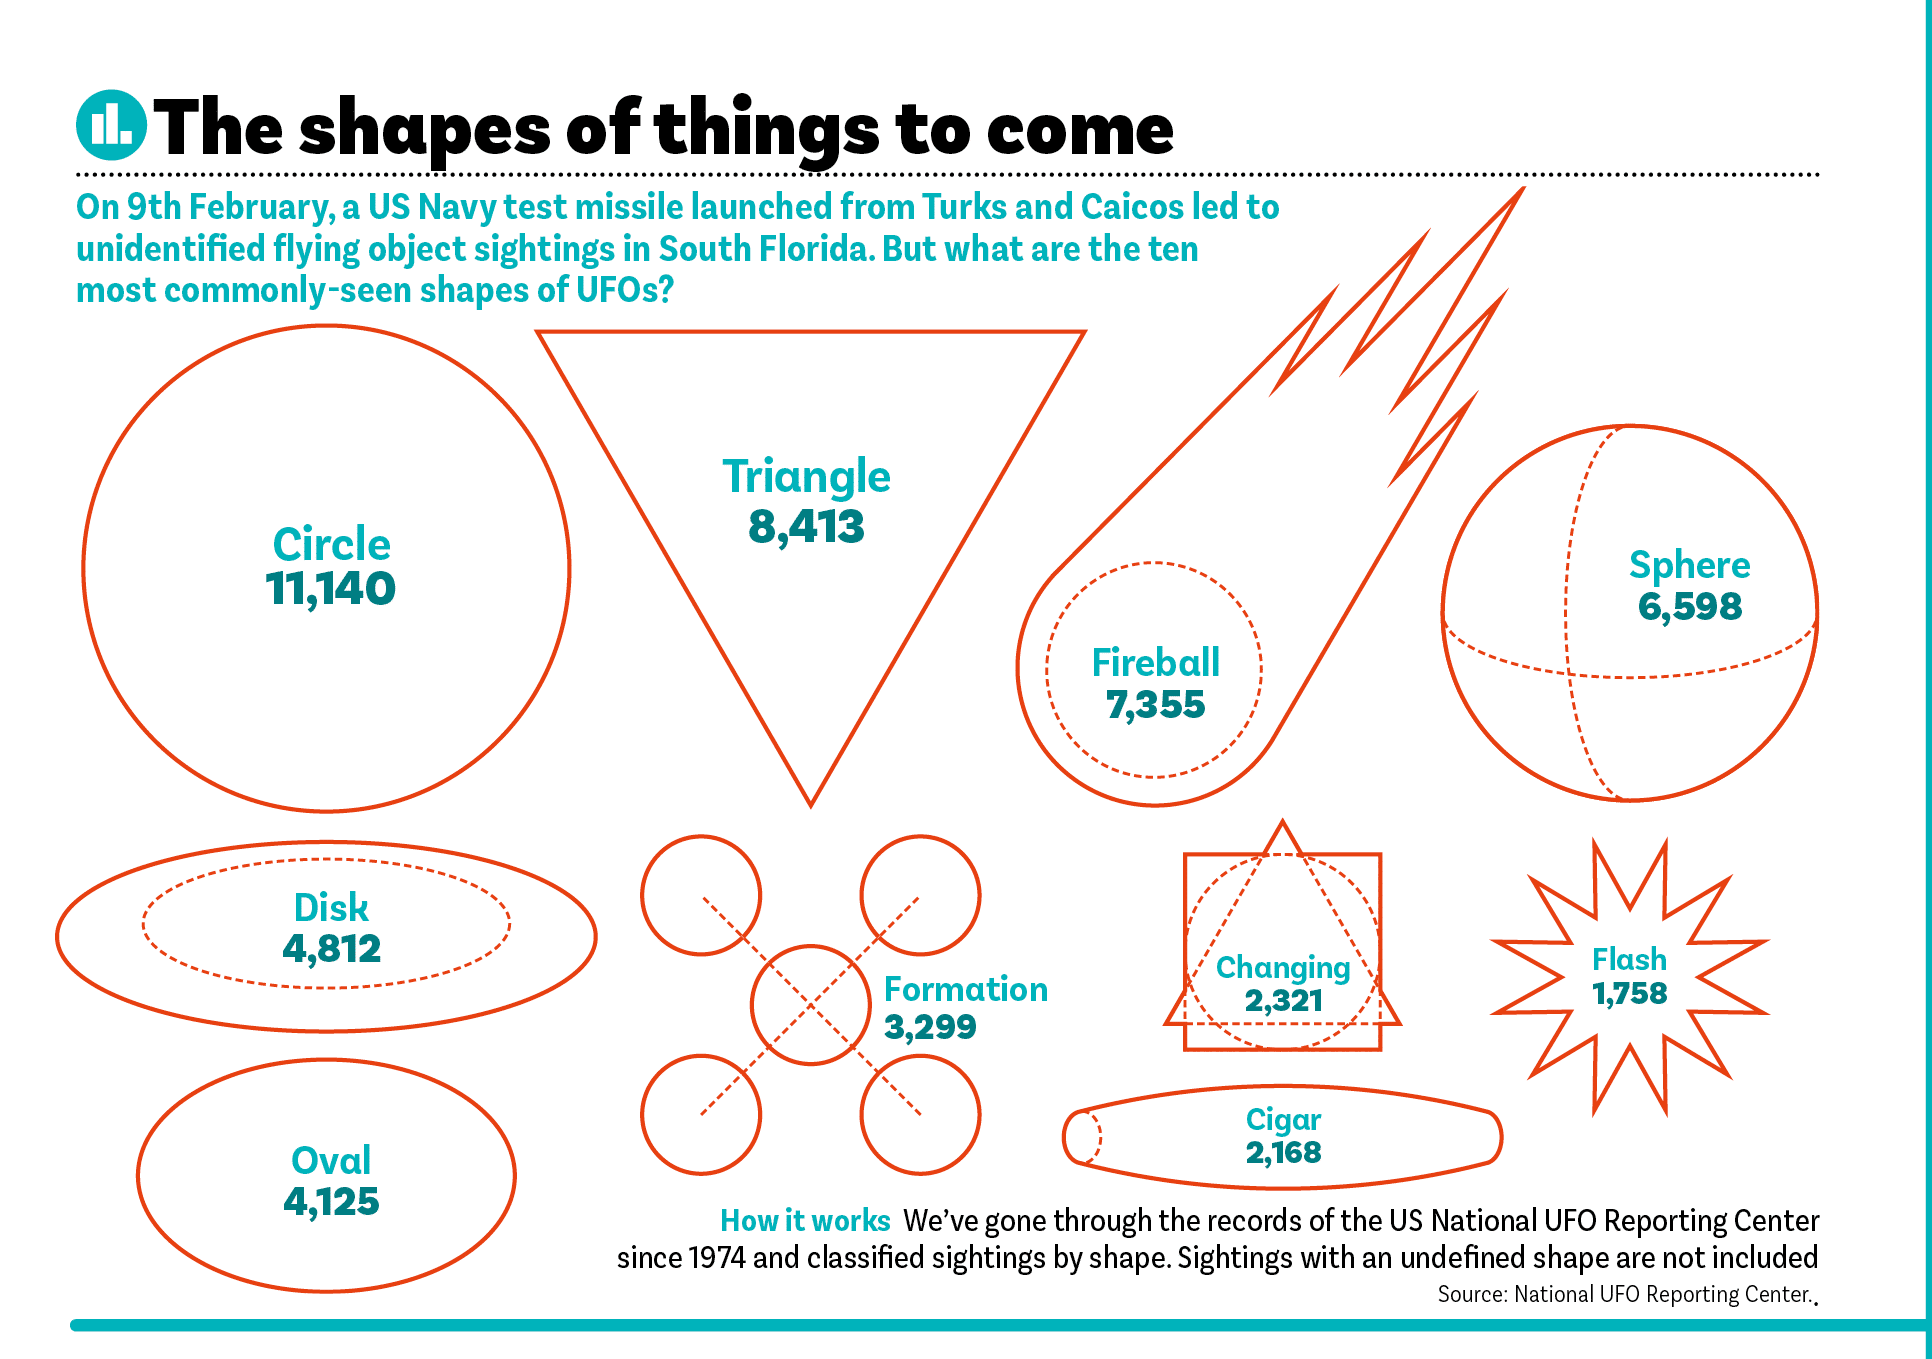 The shapes of things to come
On 9th February, a US Navy test missile launched from Turks and Caicos led to
unidentified flying object sightings in South Florida. But what are the ten
most commonly-seen shapes of UFOs?
Circle
11,140
Triangle
8,413
Fireball
7,355
Sphere
6,598
Disk
4,812
Formation
3,299
Changing
2,321
Flash
1,758
Oval
4,125
Cigar
2,168
How it works We’ve gone through the records of the US National UFO Reporting Center
since 1974 and classified sightings by shape. Sightings with an undefined shape are not included
Source: National UFO Reporting Center..